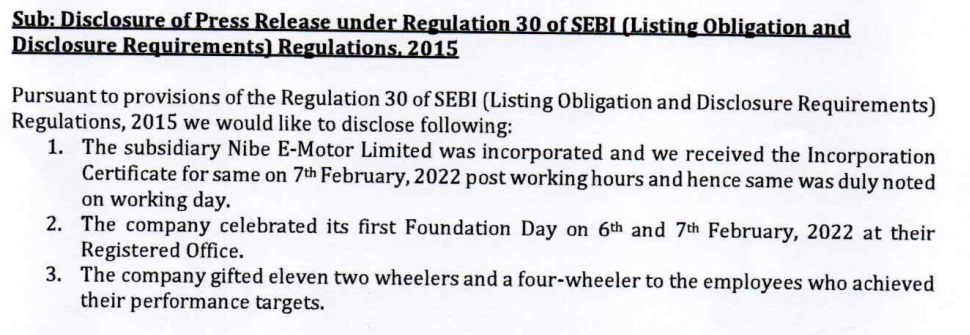 Sub: Disclosure of Press Release under Regulation 30 of SEBI (Listing Obligation and
Disclosure Requirements) Regulations, 2015
Pursuant to provisions of the Regulation 30 of SEBI (Listing Obligation and Disclosure Requirements)
Regulations, 2015 we would like to disclose following:
1. The subsidiary Nibe E-Motor Limited was incorporated and we received the Incorporation
Certificate for same on 7th February, 2022 post working hours and hence same was duly noted
on working day.
2. The company celebrated its first Foundation Day on 6th and 7th February, 2022 at their
Registered Office.
3. The company gifted eleven two wheelers and a four-wheeler to the employees who achieved
their performance targets.